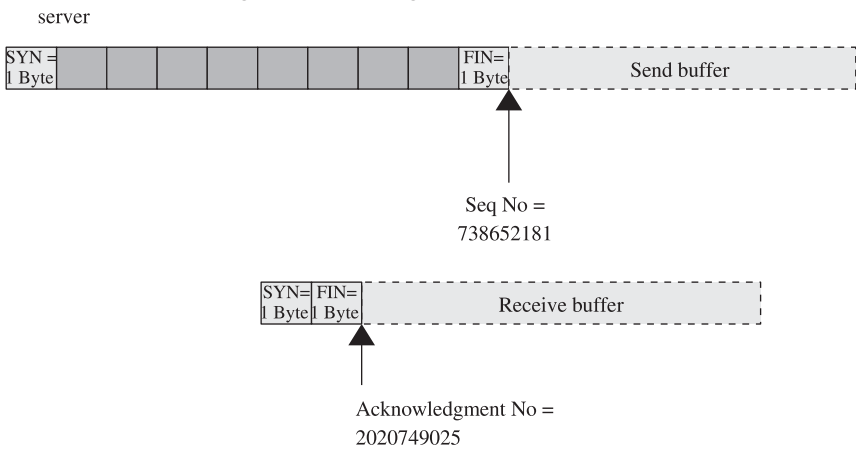 server
SYN =
1 Byte
FIN=
1 Byte
Send buffer
Seq No =
738652181
SYN=
1 Byte
FIN=
1 Byte
Receive buffer
Acknowledgment No =
2020749025